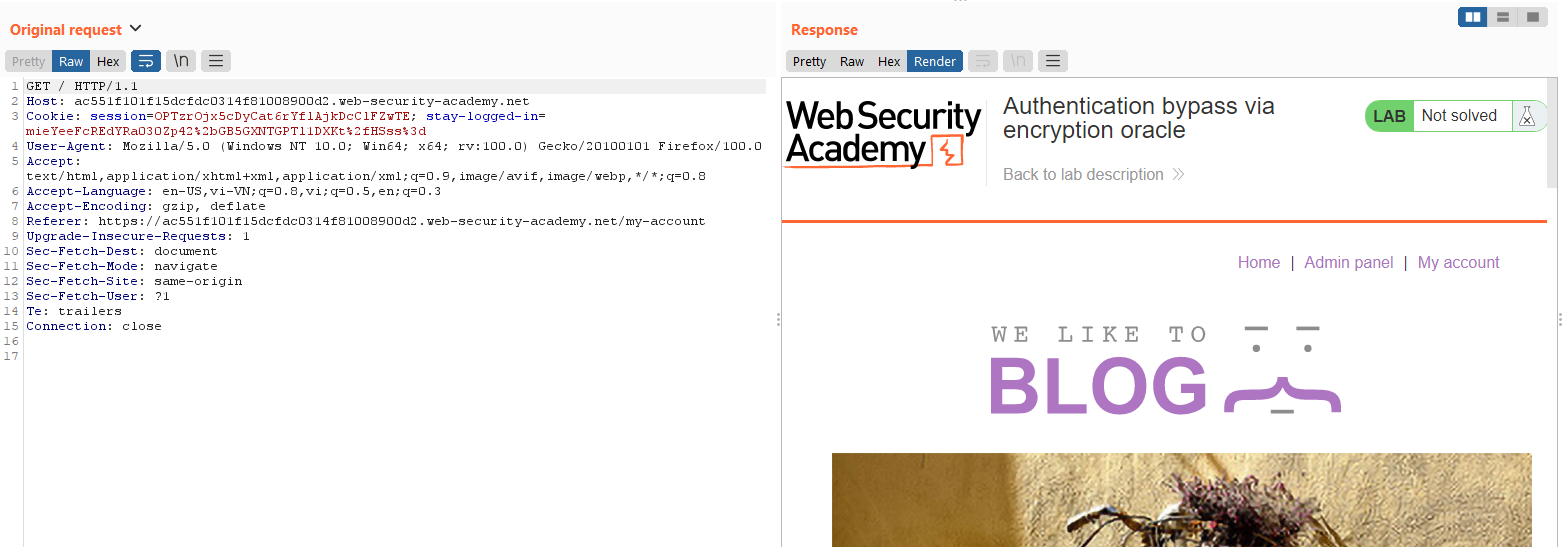 Original request
Pretty Raw Hex \n
1 GET / HTTP/1.1
2 Host: ac551f101f15dcfdc0314f81008900d2.web-security-academy.net
3 Cookie: session=OPTzrOjx5cDyCat6rYflAjkDcClFZwTE; stay-logged-in=
mieYeeFcREdYRaO3OZp42%2bGB5GXNTGPTl1DXKt%2fHSss%3d
4 User-Agent: Mozilla/5.0 (Windows NT 10.0; Win64; x64; rv:100.0) Gecko/20100101 Firefox/100.0
5 Accept:
text/html,application/xhtml+xml,application/xml;q=0.9,image/avif,image/webp,*/*;q=0.8
6 Accept-Language: en-US,vi-VN;q=0.8,vi;q=0.5,en;q=0.3
7 Accept-Encoding: gzip, deflate
8 Referer: https://ac551f101f15dcfdc0314f81008900d2.web-security-academy.net/my-account
9 Upgrade-Insecure-Requests: 1
10 Sec-Fetch-Dest: document
11 Sec-Fetch-Mode: navigate
12 Sec-Fetch-Site: same-origin
13 Sec-Fetch-User: ?1
14 Te: trailers
15 Connection: close
16
17
Response
Pretty Raw Hex Render \n
Web Security
Academy
Authentication bypass via
encryption oracle
Back to lab description
LAB Not solved
Home | Admin panel | My account
WE LIKE TO
BLOG